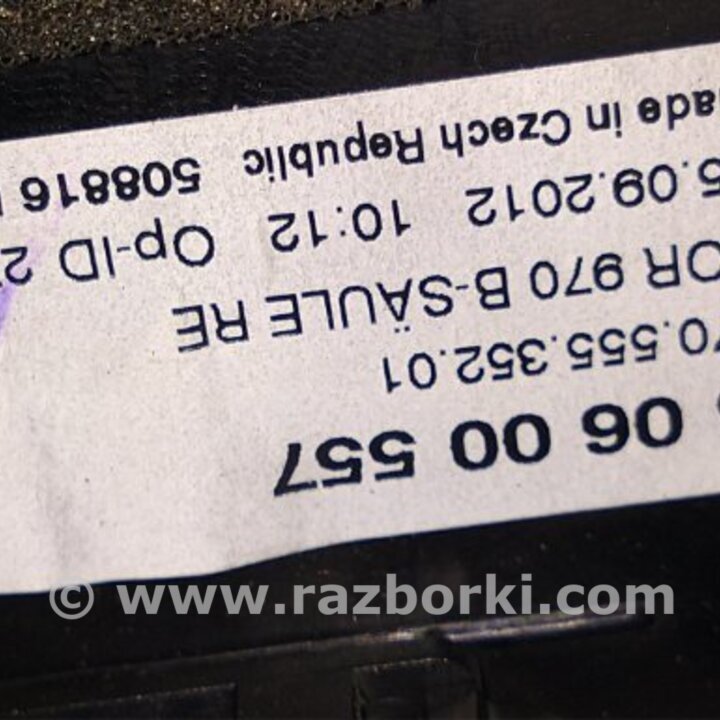 06 00 557
70.555.352.01
OR 970 B-SÄULE RE
5.09.2012 10:12 Op-ID 2
ade in Czech Republic 508816
© www.razborki.com